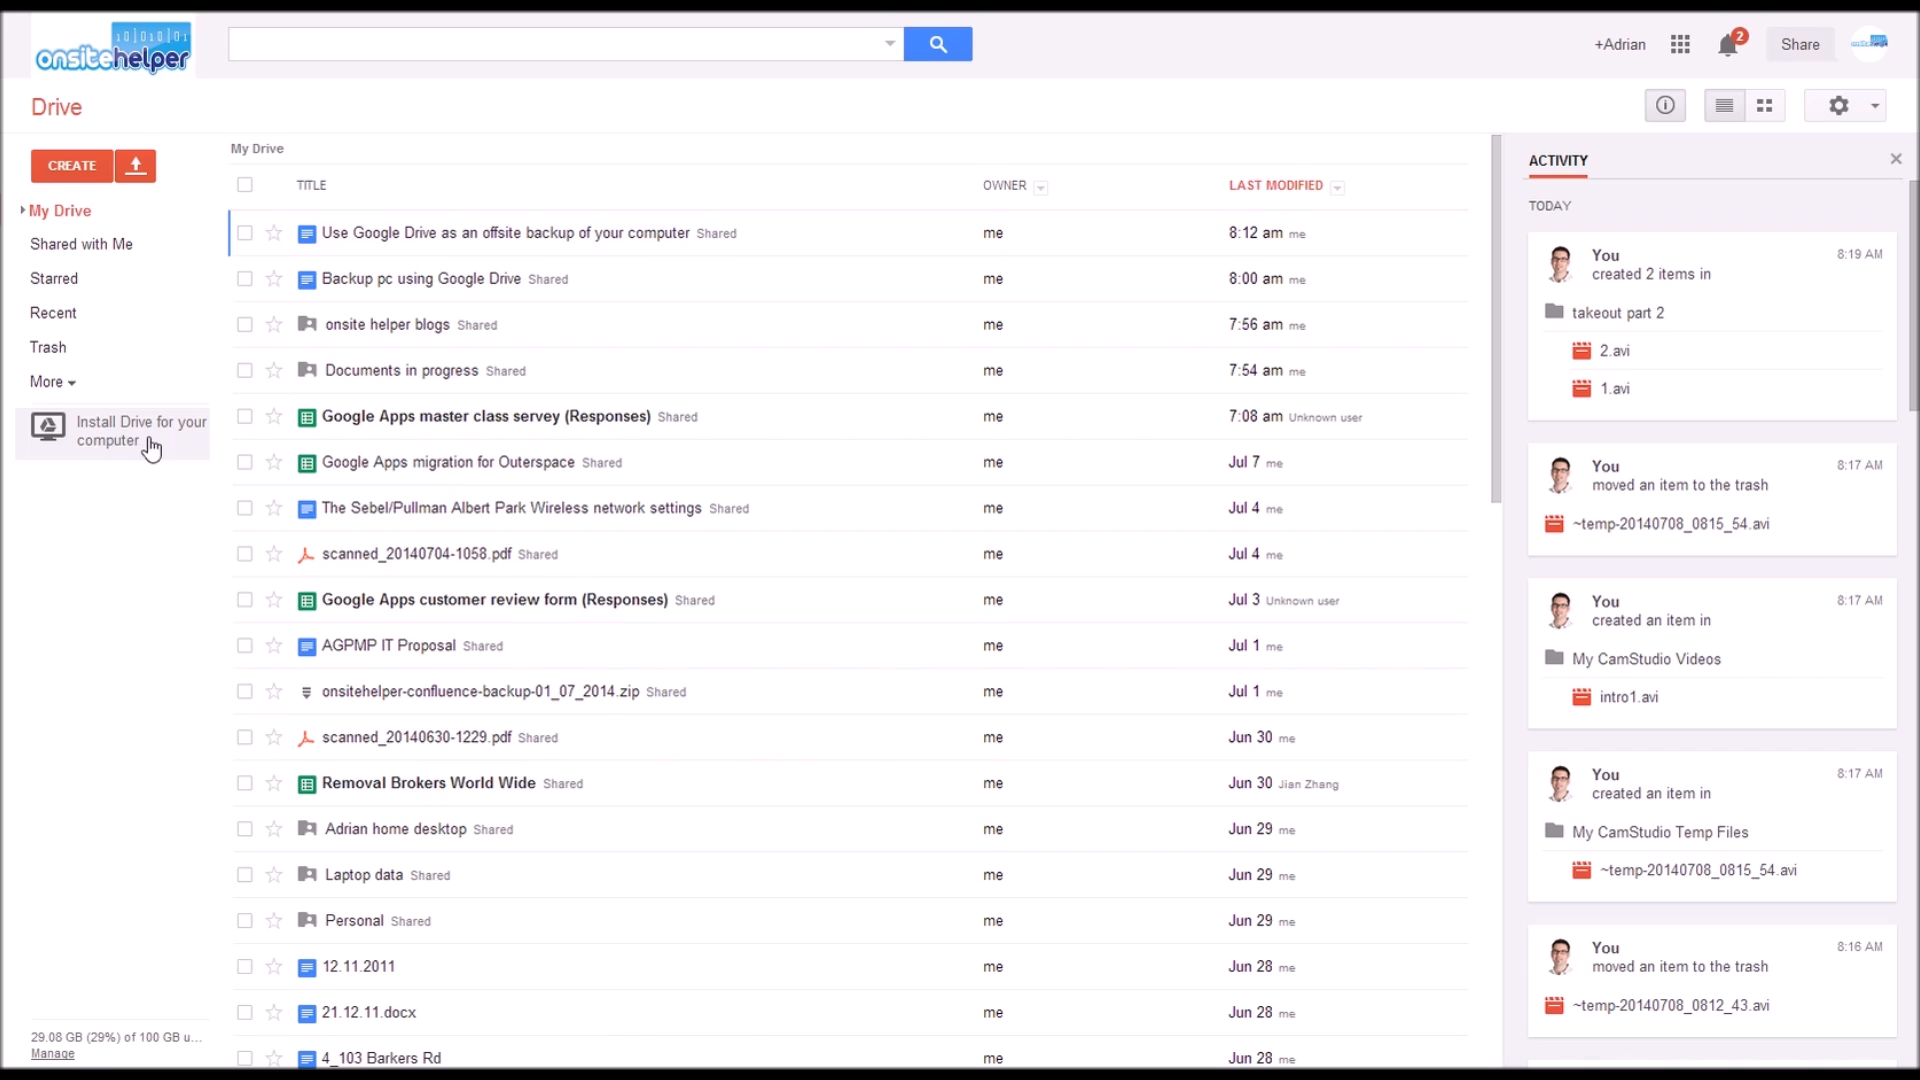 10101010
onsitehelper
+Adrian
2
Share
Drive
CREATE
My Drive
Shared with Me
Starred
Recent
Trash
More
Install Drive for your
computer
29.08 GB (29%) of 100 GB u...
Manage
My Drive
TITLE OWNER LAST MODIFIED
Use Google Drive as an offsite backup of your computer Shared me 8:12 am me
Backup pc using Google Drive Shared me 8:00 am me
onsite helper blogs Shared me 7:56 am me
Documents in progress Shared me 7:54 am me
Google Apps master class servey (Responses) Shared me 7:08 am Unknown user
Google Apps migration for Outerspace Shared me Jul 7 me
The Sebel/Pullman Albert Park Wireless network settings Shared me Jul 4 me
scanned_20140704-1058.pdf Shared me Jul 4 me
Google Apps customer review form (Responses) Shared me Jul 3 Unknown user
AGPMP IT Proposal Shared me Jul 1 me
onsitehelper-confluence-backup-01_07_2014.zip Shared me Jul 1 me
scanned_20140630-1229.pdf Shared me Jun 30 me
Removal Brokers World Wide Shared me Jun 30 Jian Zhang
Adrian home desktop Shared me Jun 29 me
Laptop data Shared me Jun 29 me
Personal Shared me Jun 29 me
12.11.2011 me Jun 28 me
21.12.11.docx me Jun 28 me
4_103 Barkers Rd me Jun 28 me
ACTIVITY
TODAY
You 8:19 AM
created 2 items in
takeout part 2
2.avi
1.avi
You 8:17 AM
moved an item to the trash
~temp-20140708_0815_54.avi
You 8:17 AM
created an item in
My CamStudio Videos
intro1.avi
You 8:17 AM
created an item in
My CamStudio Temp Files
~temp-20140708_0815_54.avi
You 8:16 AM
moved an item to the trash
~temp-20140708_0812_43.avi